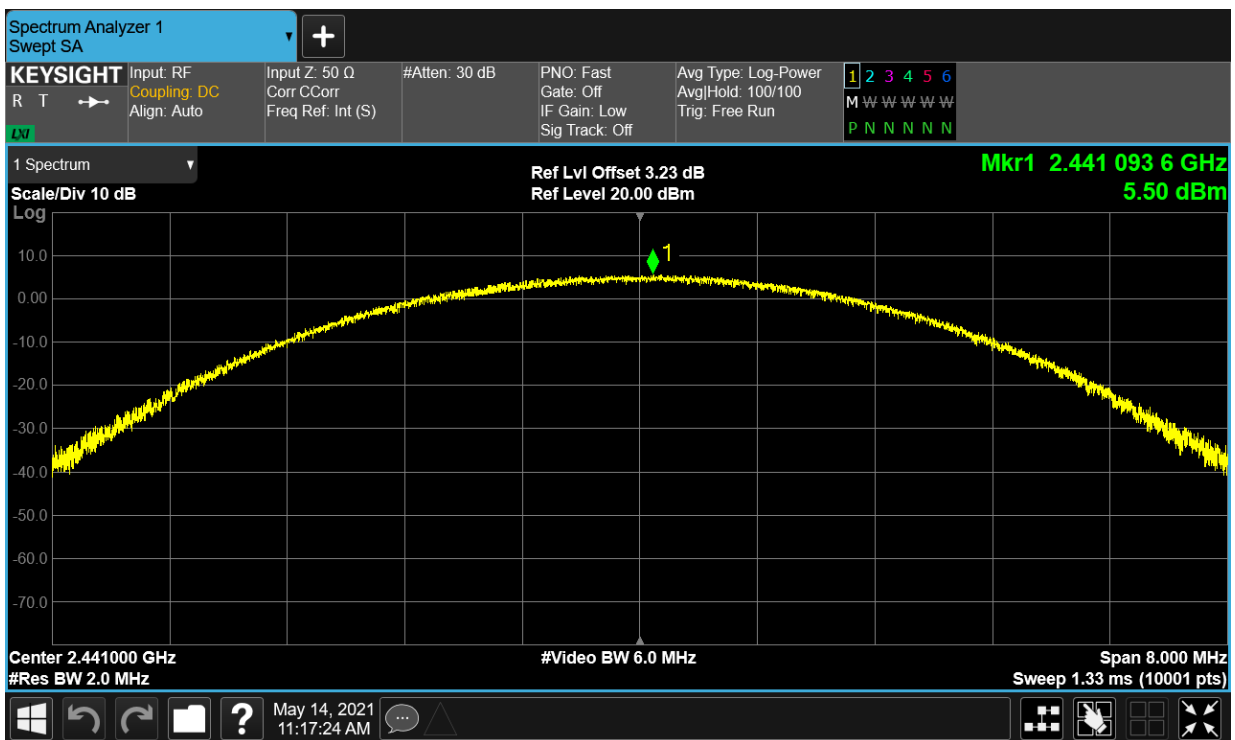 Spectrum Analyzer 1
Swept SA
+
KEYSIGHT
R T
LXI
Input: RF
Coupling: DC
Align: Auto
Input Z: 50 Ω
Corr CCorr
Freq Ref: Int (S)
#Atten: 30 dB
PNO: Fast
Gate: Off
IF Gain: Low
Sig Track: Off
Avg Type: Log-Power
Avg|Hold: 100/100
Trig: Free Run
1 2 3 4 5 6
M W W W W W
P N N N N N
1 Spectrum
Scale/Div 10 dB
Log
Ref Lvl Offset 3.23 dB
Ref Level 20.00 dBm
Mkr1 2.441 093 6 GHz
5.50 dBm
1
10.0
0.00
-10.0
-20.0
-30.0
-40.0
-50.0
-60.0
-70.0
Center 2.441000 GHz
#Video BW 6.0 MHz
Span 8.000 MHz
#Res BW 2.0 MHz
Sweep 1.33 ms (10001 pts)
?
May 14, 2021
11:17:24 AM